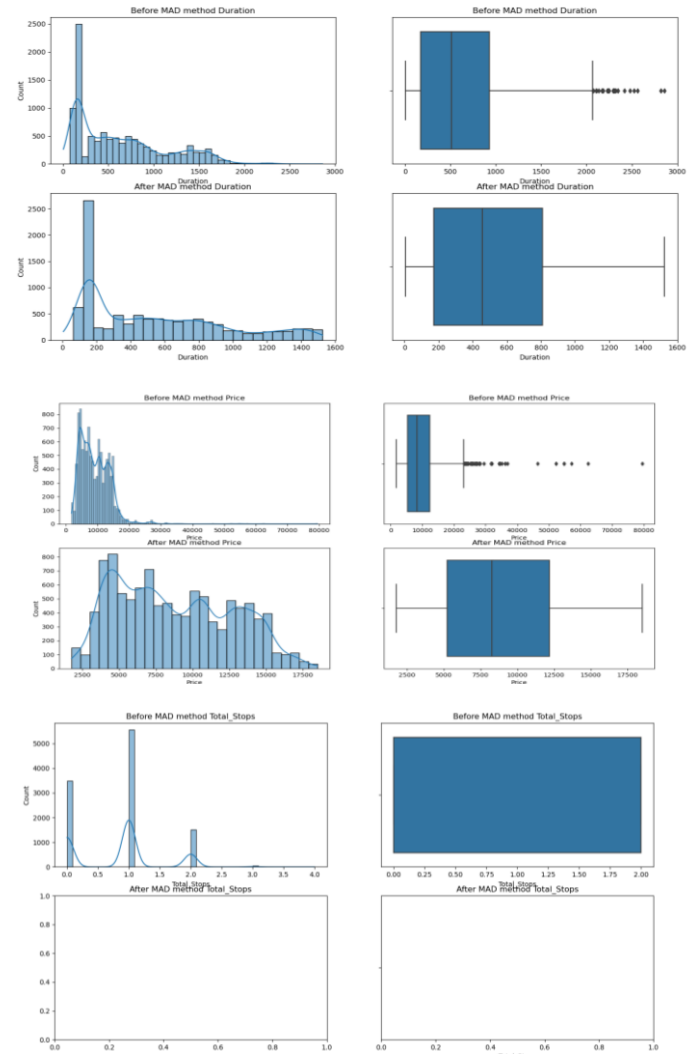 Before MAD method Duration
Before MAD method Duration
2500
2000
1500
1000
500
0
Count
0 500 1000 1500 2000 2500 3000
Duration
0 500 1000 1500 2000 2500 3000
Duration
After MAD method Duration
After MAD method Duration
2500
2000
1500
1000
500
0
Count
0 200 400 600 800 1000 1200 1400 1600
Duration
0 200 400 600 800 1000 1200 1400 1600
Duration
Before MAD method Price
Before MAD method Price
800
700
600
500
400
300
200
100
0
Count
0 10000 20000 30000 40000 50000 60000 70000 80000
Price
0 10000 20000 30000 40000 50000 60000 70000 80000
Price
After MAD method Price
After MAD method Price
800
700
600
500
400
300
200
100
0
Count
2500 5000 7500 10000 12500 15000 17500
Price
2500 5000 7500 10000 12500 15000 17500
Price
Before MAD method Total_Stops
Before MAD method Total_Stops
5000
4000
3000
2000
1000
0
Count
0.0 0.5 1.0 1.5 2.0 2.5 3.0 3.5 4.0
Total_Stops
0.00 0.25 0.50 0.75 1.00 1.25 1.50 1.75 2.00
Total_Stops
After MAD method Total_Stops
After MAD method Total_Stops
1.0
0.8
0.6
0.4
0.2
0.0
0.0 0.2 0.4 0.6 0.8 1.0
0.0 0.2 0.4 0.6 0.8 1.0